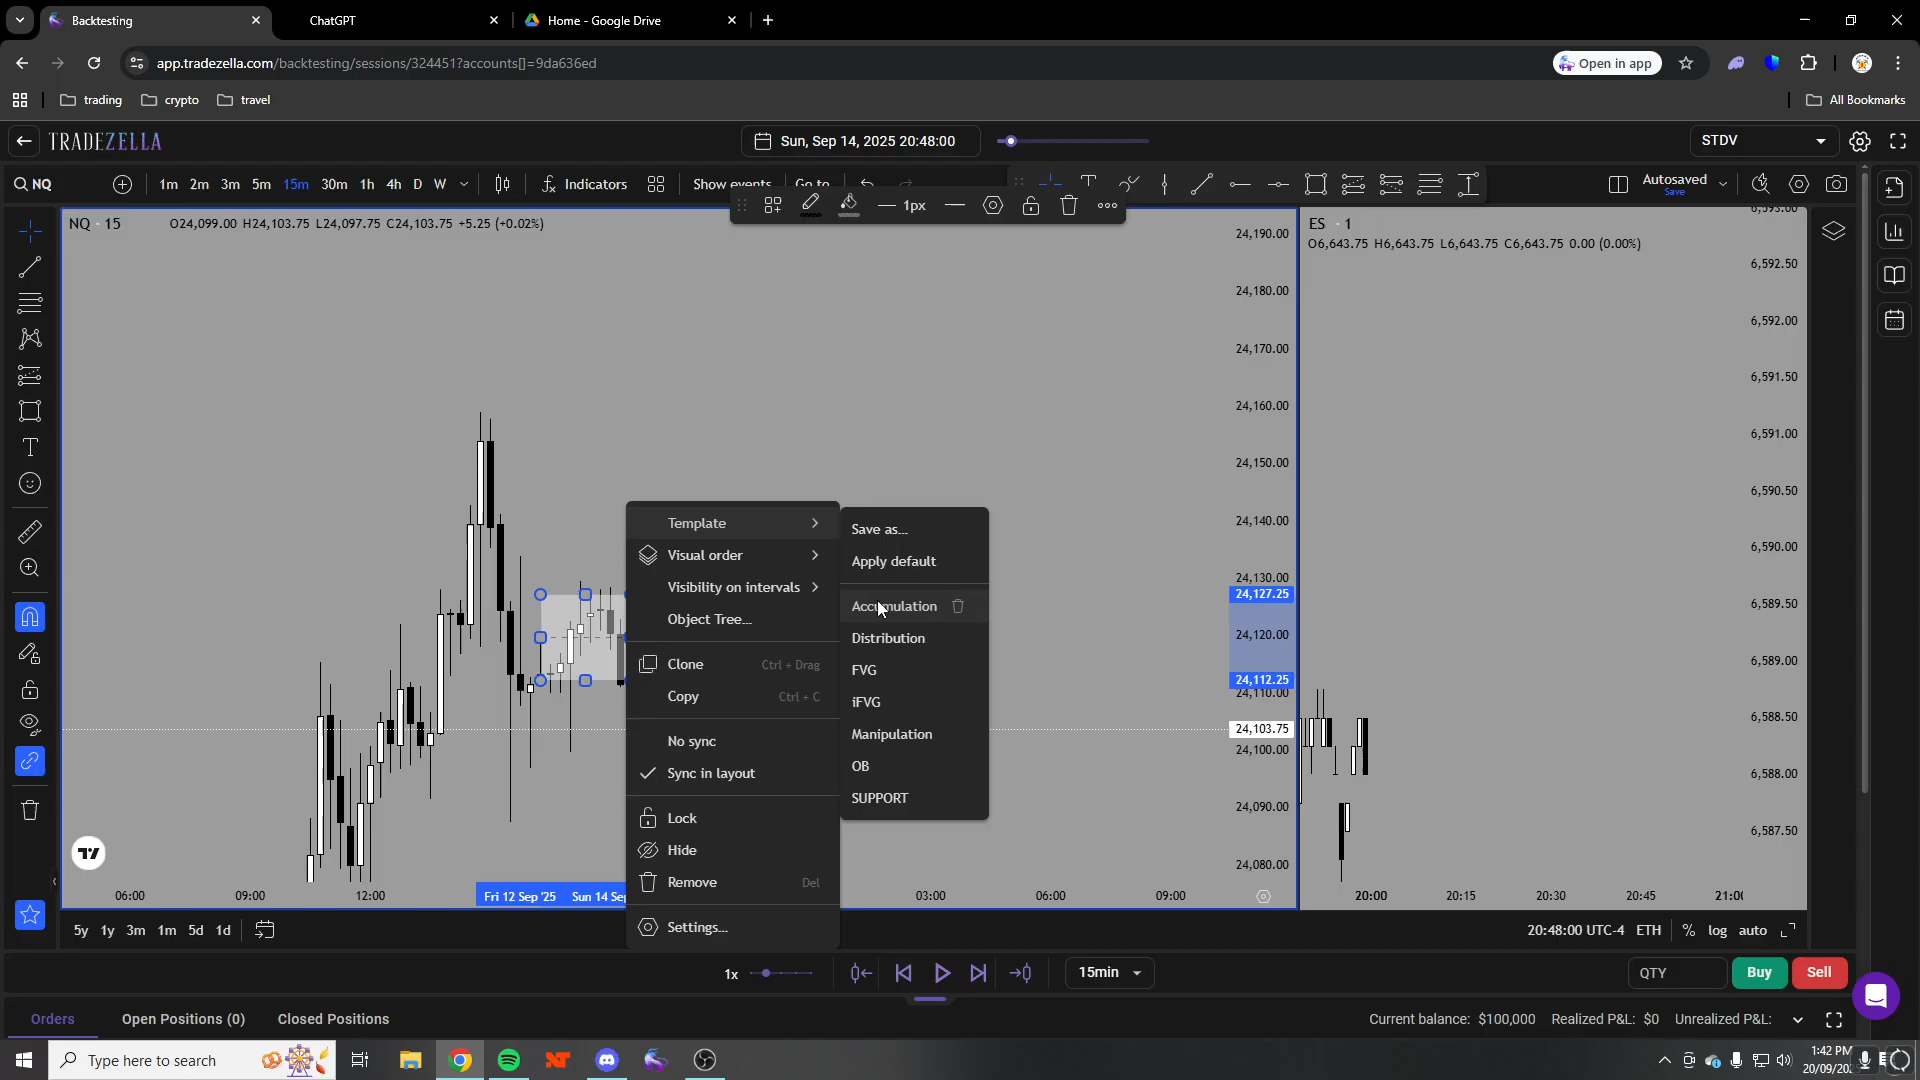 Backtesting
ChatGPT
Home - Google Drive
app.tradezella.com/backtesting/sessions/324451?accounts[]=9da636ed
Open in app
trading
crypto
travel
All Bookmarks
TRADEZELLA
Sun, Sep 14, 2025 20:48:00
STDV
NQ
1m 2m 3m 5m 15m 30m 1h 4h D W
Indicators
Show events
Go to
Autosaved
Save
1px
NQ · 15
O24,099.00 H24,103.75 L24,097.75 C24,103.75 +5.25 (+0.02%)
ES · 1
O6,643.75 H6,643.75 L6,643.75 C6,643.75 0.00 (0.00%)
24,190.00
24,180.00
24,170.00
24,160.00
24,150.00
24,140.00
24,130.00
24,127.25
24,120.00
24,112.25
24,110.00
24,103.75
24,100.00
24,090.00
24,080.00
6,593.00
6,592.50
6,592.00
6,591.50
6,591.00
6,590.50
6,590.00
6,589.50
6,589.00
6,588.50
6,588.00
6,587.50
Template
Visual order
Visibility on intervals
Object Tree...
Clone Ctrl + Drag
Copy Ctrl + C
No sync
Sync in layout
Lock
Hide
Remove Del
Settings...
Save as...
Apply default
Accumulation
Distribution
FVG
iFVG
Manipulation
OB
SUPPORT
06:00 09:00 12:00 Fri 12 Sep '25 Sun 14 Sep 03:00 06:00 09:00
20:00 20:15 20:30 20:45 21:00
5y 1y 3m 1m 5d 1d
20:48:00 UTC-4 ETH % log auto
1x
15min
QTY
Buy
Sell
Orders
Open Positions (0)
Closed Positions
Current balance: $100,000 Realized P&L: $0 Unrealized P&L:
Type here to search
1:42 PM